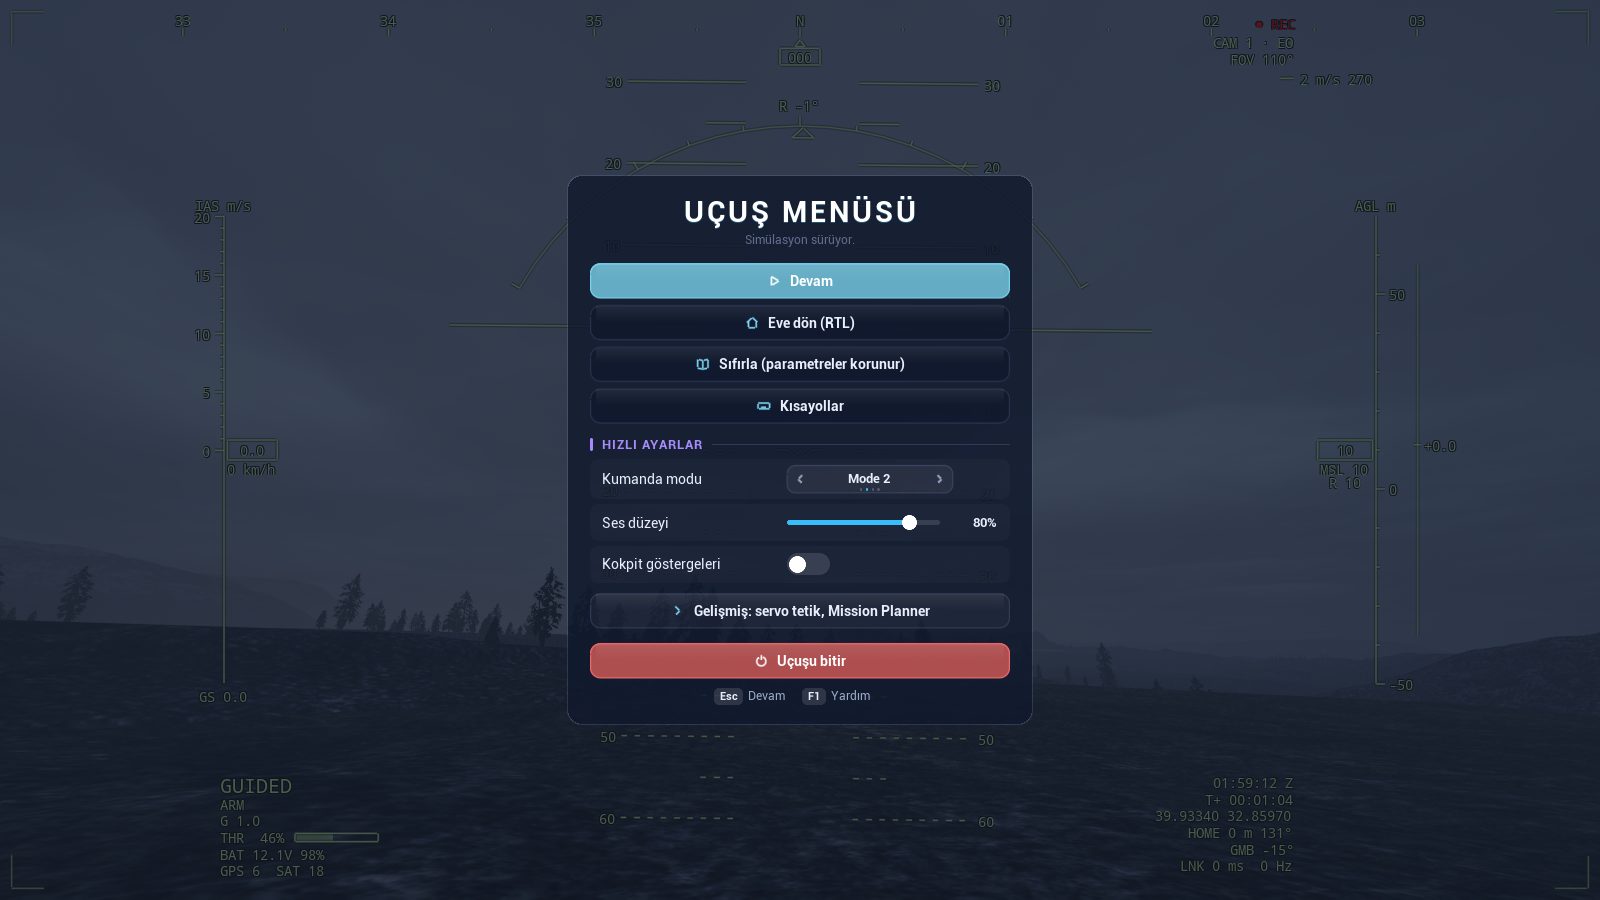 33 34 35 N 01 02 03
REC
CAM 1 · EO
FOV 110°
2 m/s 270
000
30 30
R -1°
20 20
IAS m/s
20
15
10
5
0
0.0
0 km/h
GS 0.0
AGL m
50
10
+0.0
MSL 10
R 10
0
-50
UÇUŞ MENÜSÜ
Simülasyon sürüyor.
Devam
Eve dön (RTL)
Sıfırla (parametreler korunur)
Kısayollar
HIZLI AYARLAR
Kumanda modu Mode 2
Ses düzeyi 80%
Kokpit göstergeleri
Gelişmiş: servo tetik, Mission Planner
Uçuşu bitir
Esc Devam F1 Yardım
50 50
60 60
GUIDED
ARM
G 1.0
THR 46%
BAT 12.1V 98%
GPS 6 SAT 18
01:59:12 Z
T+ 00:01:04
39.93340 32.85970
HOME 0 m 131°
GMB -15°
LNK 0 ms 0 Hz